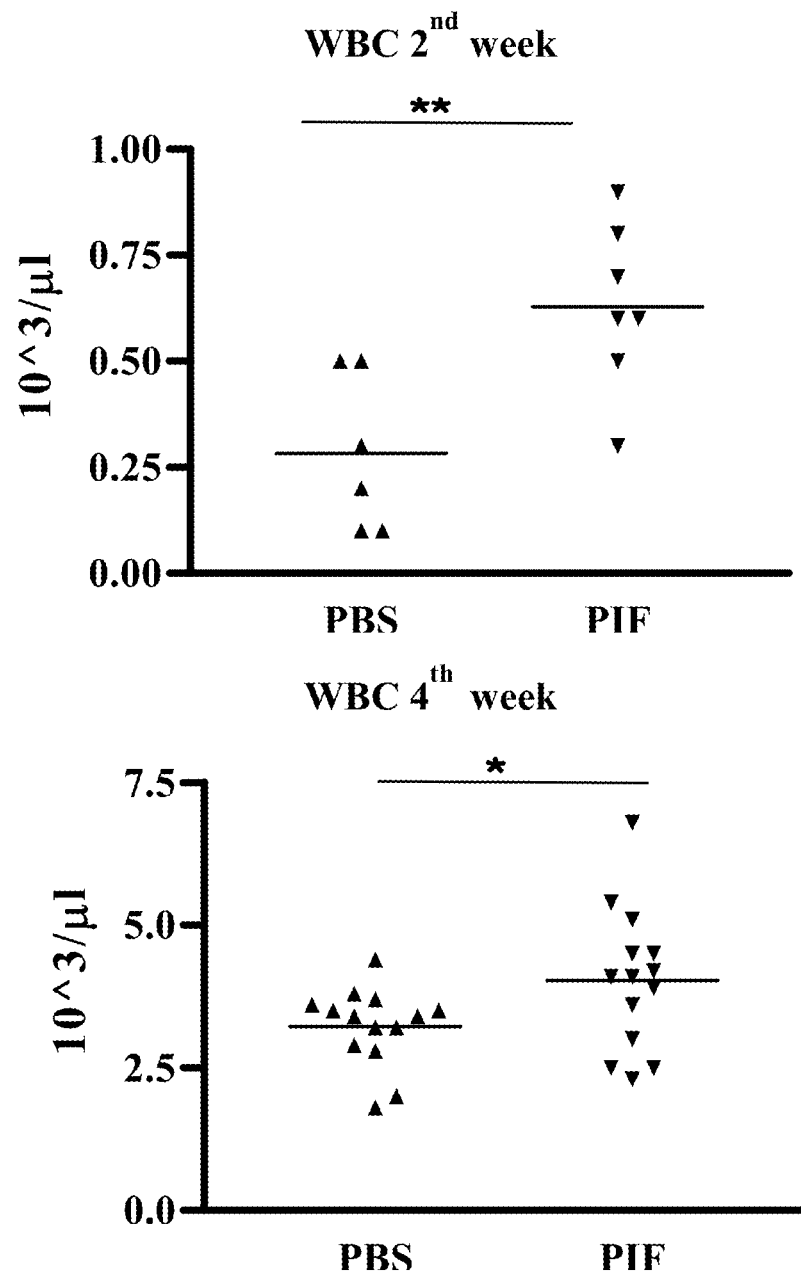 WBC 2nd week
**
1.00
0.75
0.50
0.25
0.00
10^3/µl
PBS PIF
WBC 4th week
*
7.5
5.0
2.5
0.0
10^3/µl
PBS PIF